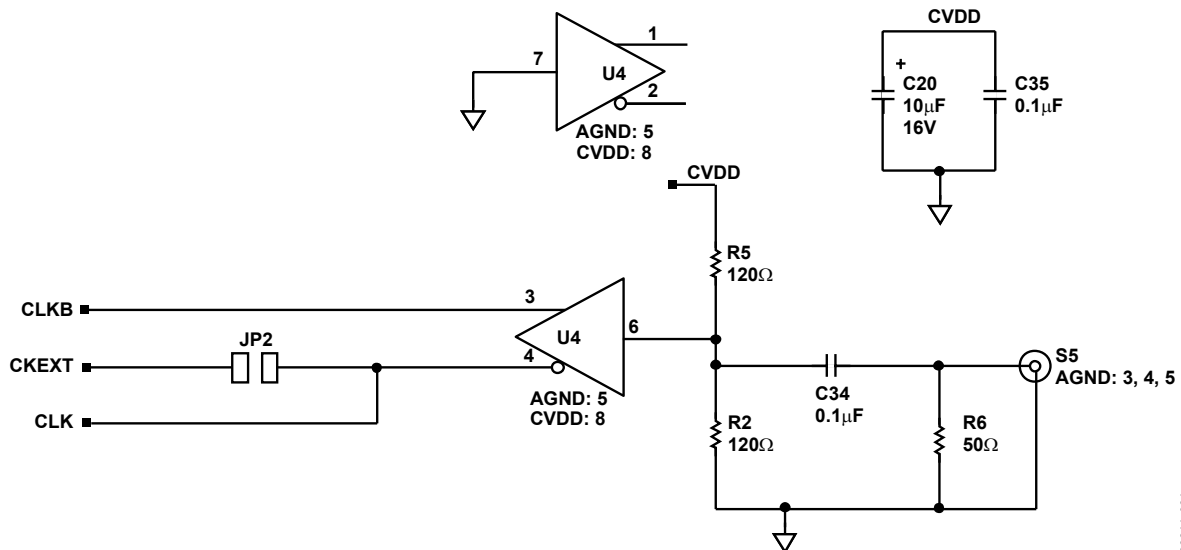 1
7
U4
2
AGND: 5
CVDD: 8
CVDD
+
C20
10µF
16V
C35
0.1µF
CVDD
R5
120Ω
CLKB
3
U4
6
JP2
CKEXT
4
CLK
AGND: 5
CVDD: 8
C34
0.1µF
S5
AGND: 3, 4, 5
R2
120Ω
R6
50Ω